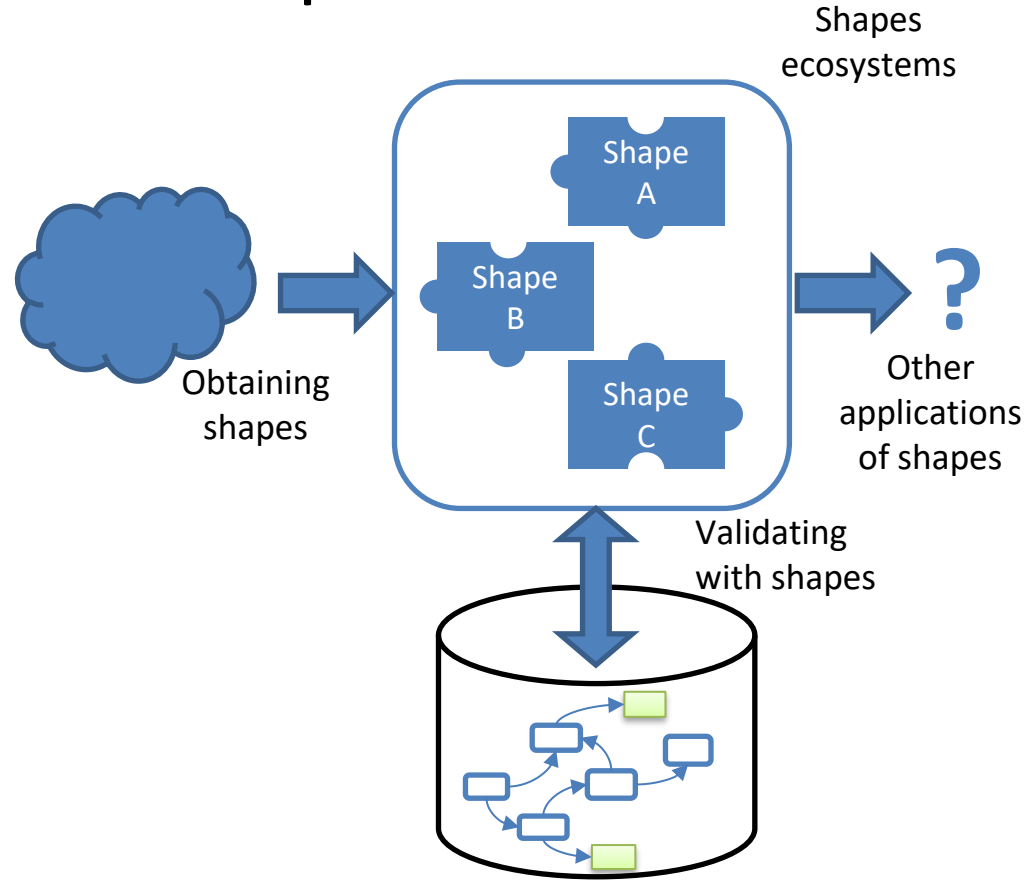 Shapes
ecosystems
Shape
A
Shape
B
Obtaining
shapes
Shape
C
?
Other
applications
of shapes
Validating
with shapes